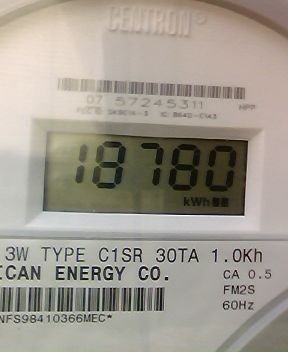 CENTRON®
07 57245311
HPP
18780
kWh
3W TYPE C1SR 30TA 1.0Kh
ICAN ENERGY CO.
CA 0.5
FM2S
60Hz
NFS98410366MEC*